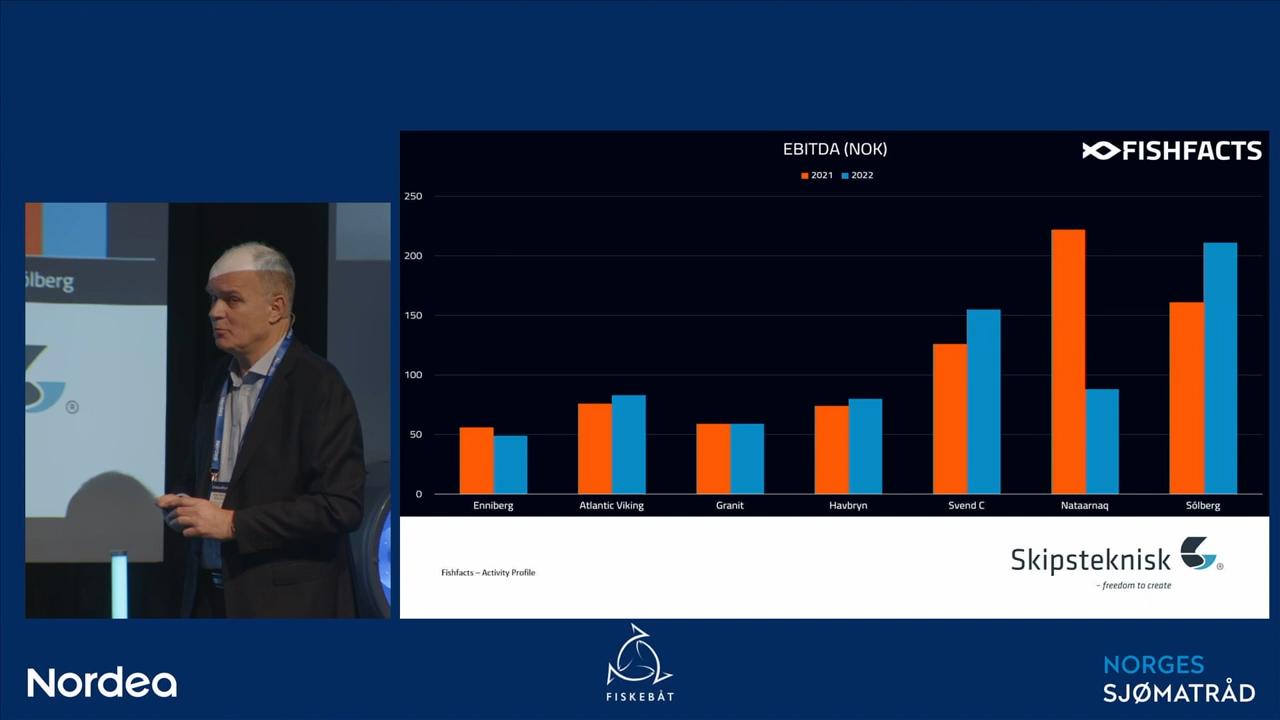 EBITDA (NOK)
FISHFACTS
2021 2022
250
200
150
100
50
0
Enniberg Atlantic Viking Granit Havbryn Svend C Nataarnaq Sólberg
ólberg
®
Fishfacts – Activity Profile
Skipsteknisk ®
– freedom to create
Nordea
FISKEBÅT
NORGES
SJØMATRÅD